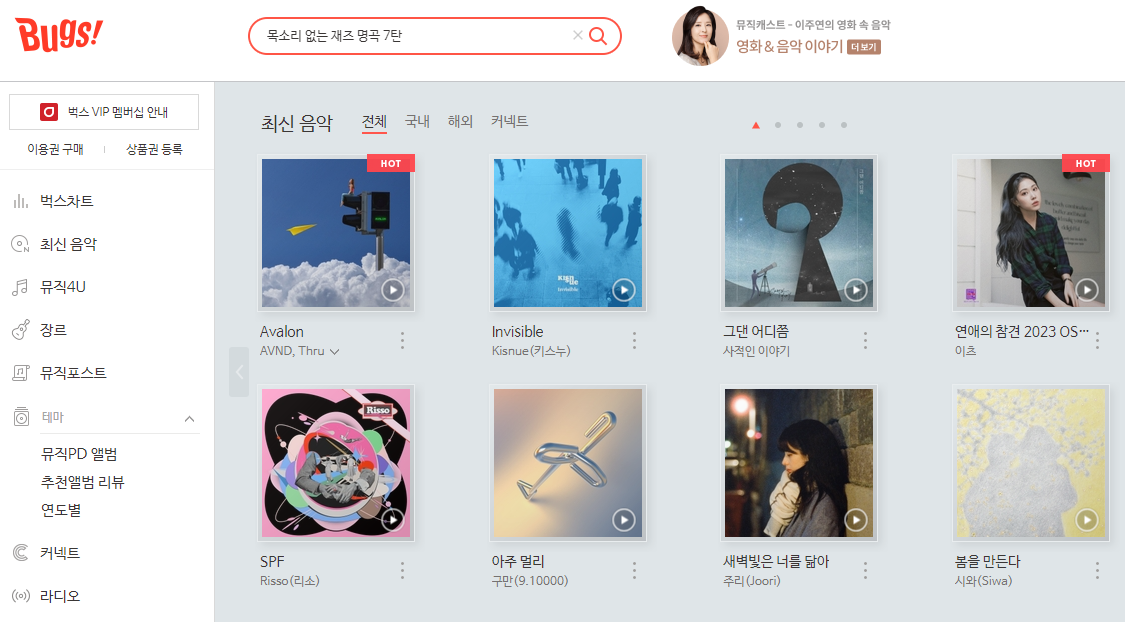 Bugs!
목소리 없는 재즈 명곡 7탄
뮤직캐스트 - 이주연의 영화 속 음악
영화 & 음악 이야기 더보기
벅스 VIP 멤버십 안내
이용권 구매
상품권 등록
벅스차트
최신 음악
뮤직4U
장르
뮤직포스트
테마
뮤직PD 앨범
추천앨범 리뷰
연도별
커넥트
라디오
최신 음악
전체 국내 해외 커넥트
HOT
Avalon
AVND, Thru
Kisnue
invisible
Invisible
Kisnue(키스누)
그댄 어디쯤
그댄 어디쯤
사적인 이야기
HOT
연애의 참견 2023 OS…
이츠
Risso
SPF
Risso(리소)
아주 멀리
구만(9.10000)
새벽빛은 너를 닮아
주리(Joori)
봄을 만든다
시와(Siwa)